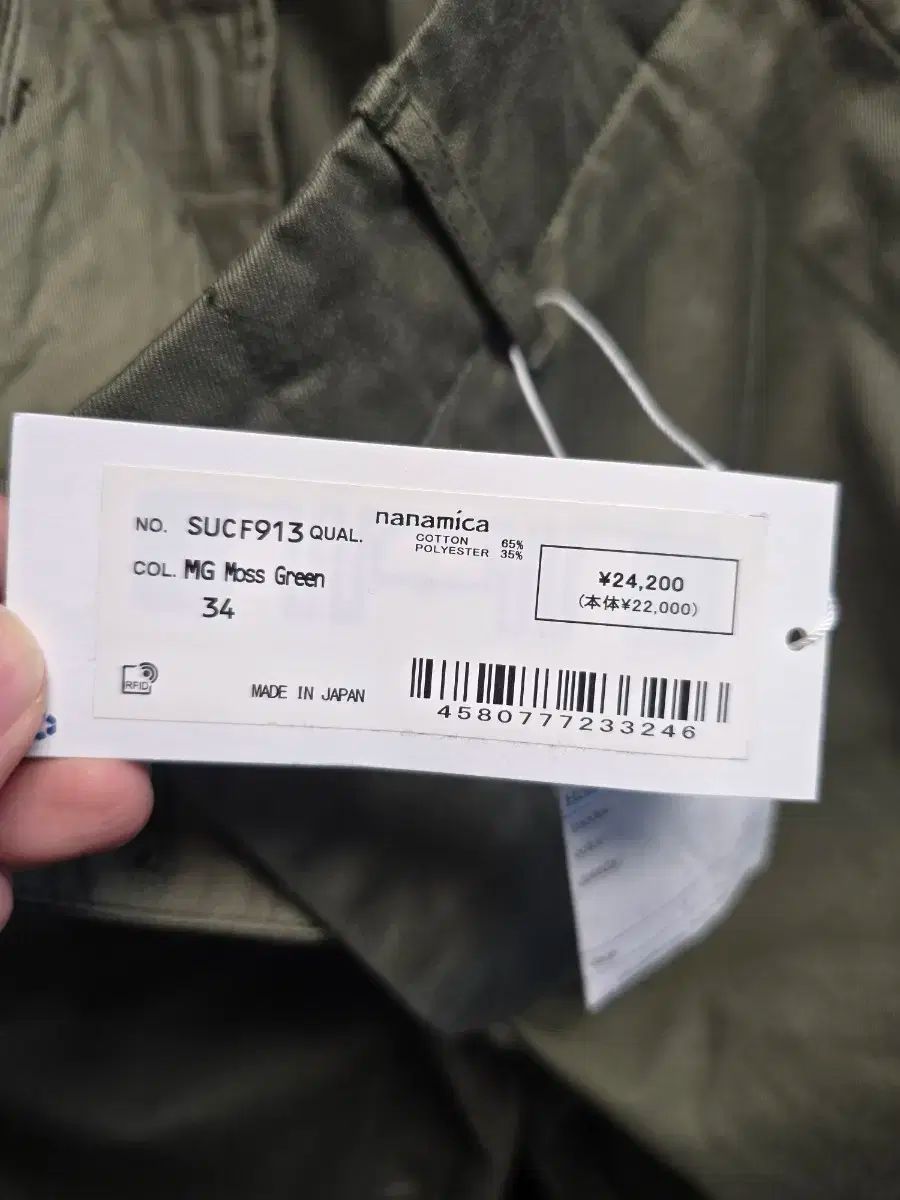 nanamica
NO. SUCF913 QUAL.
COTTON 65%
POLYESTER 35%
COL. MG Moss Green
34
¥24,200
(本体¥22,000)
RFID
MADE IN JAPAN
4580777233246